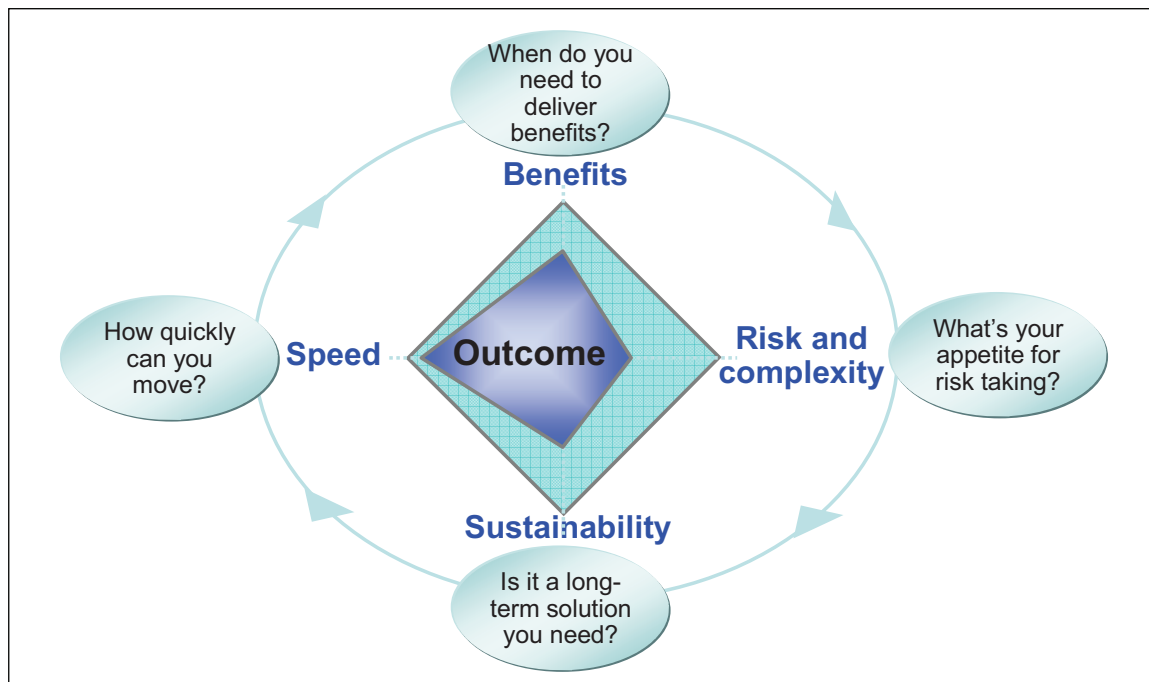 When do you
need to
deliver
benefits?
Benefits
How quickly
can you
move?
Speed
Outcome
Risk and
complexity
What's your
appetite for
risk taking?
Sustainability
Is it a long-
term solution
you need?